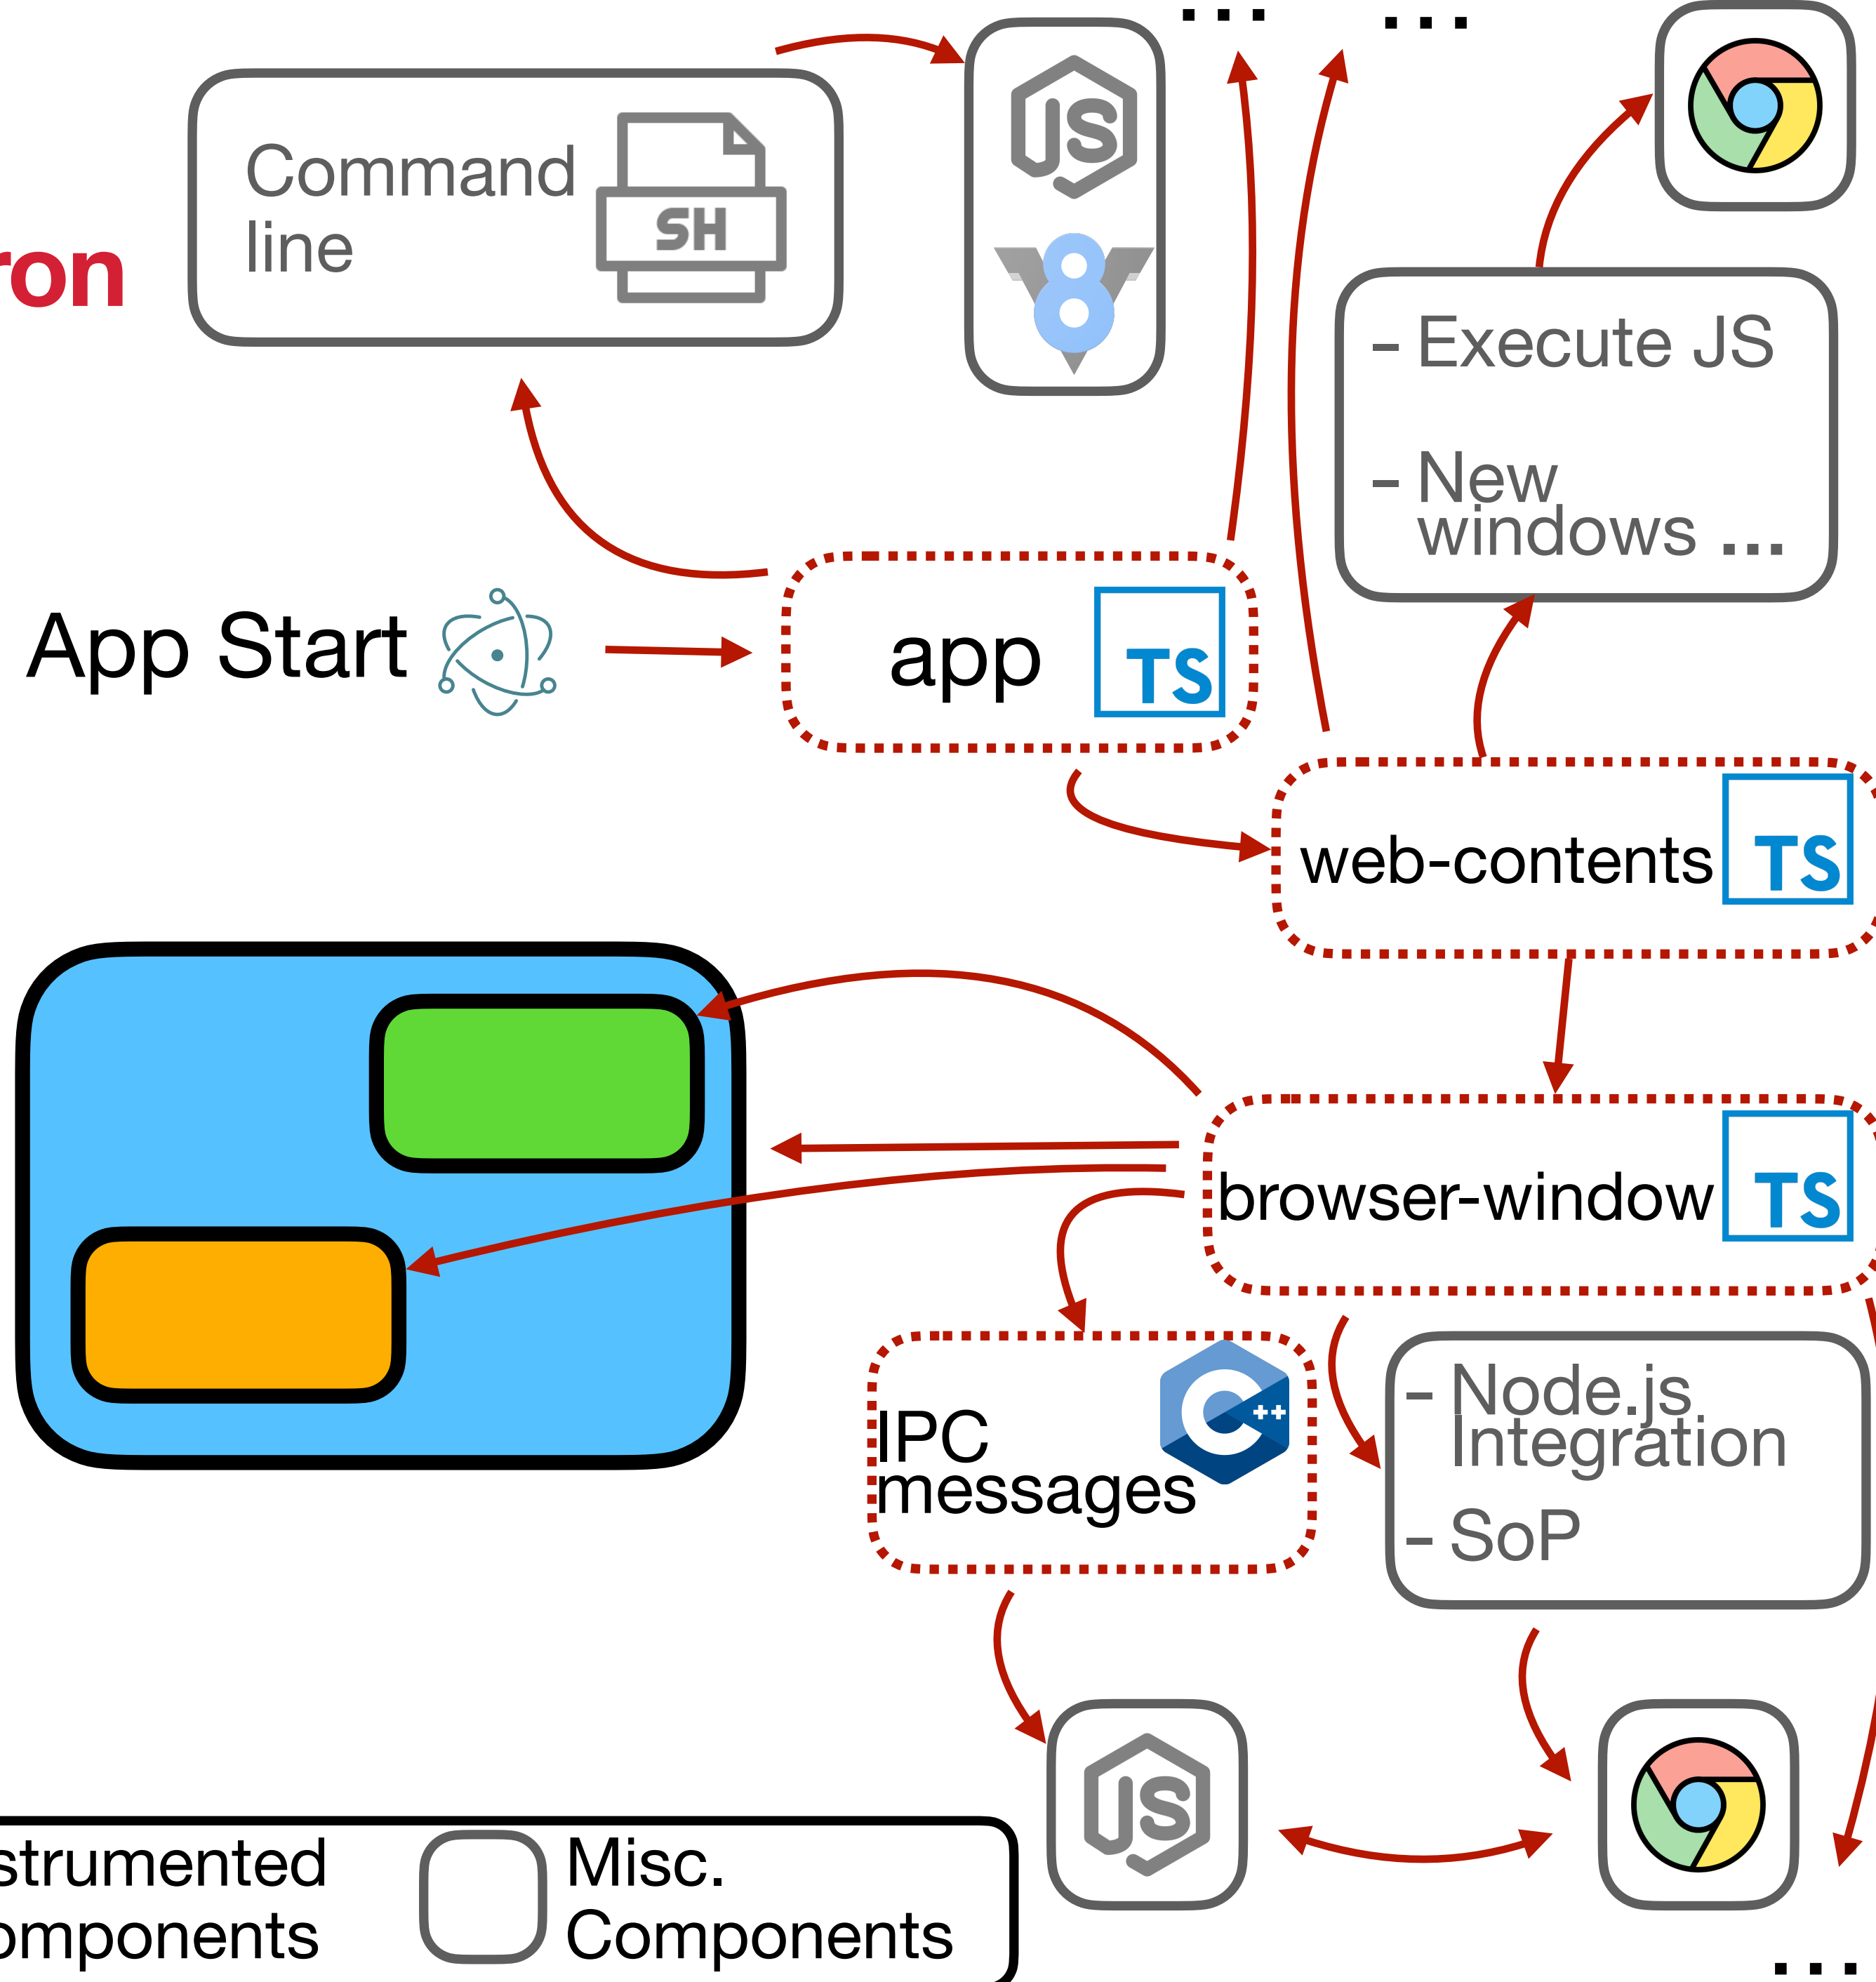 ...
...
Command
line
SH
JS
8
ron
- Execute JS
- New
windows ...
App Start
app
TS
web-contents
TS
browser-window
TS
IPC
messages
C++
- Node.js
Integration
- SoP
JS
strumented
omponents
Misc.
Components
...